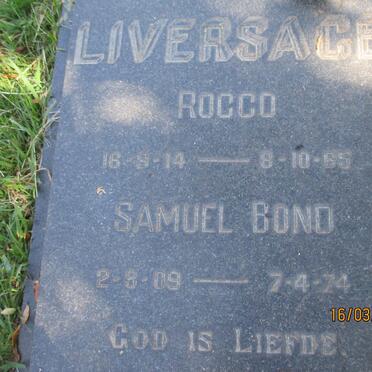 LIVERSAGE
ROCCO
16-9-14 — 8-10-65
SAMUEL BOND
2-3-09 — 7-4-74
GOD IS LIEFDE
16/03